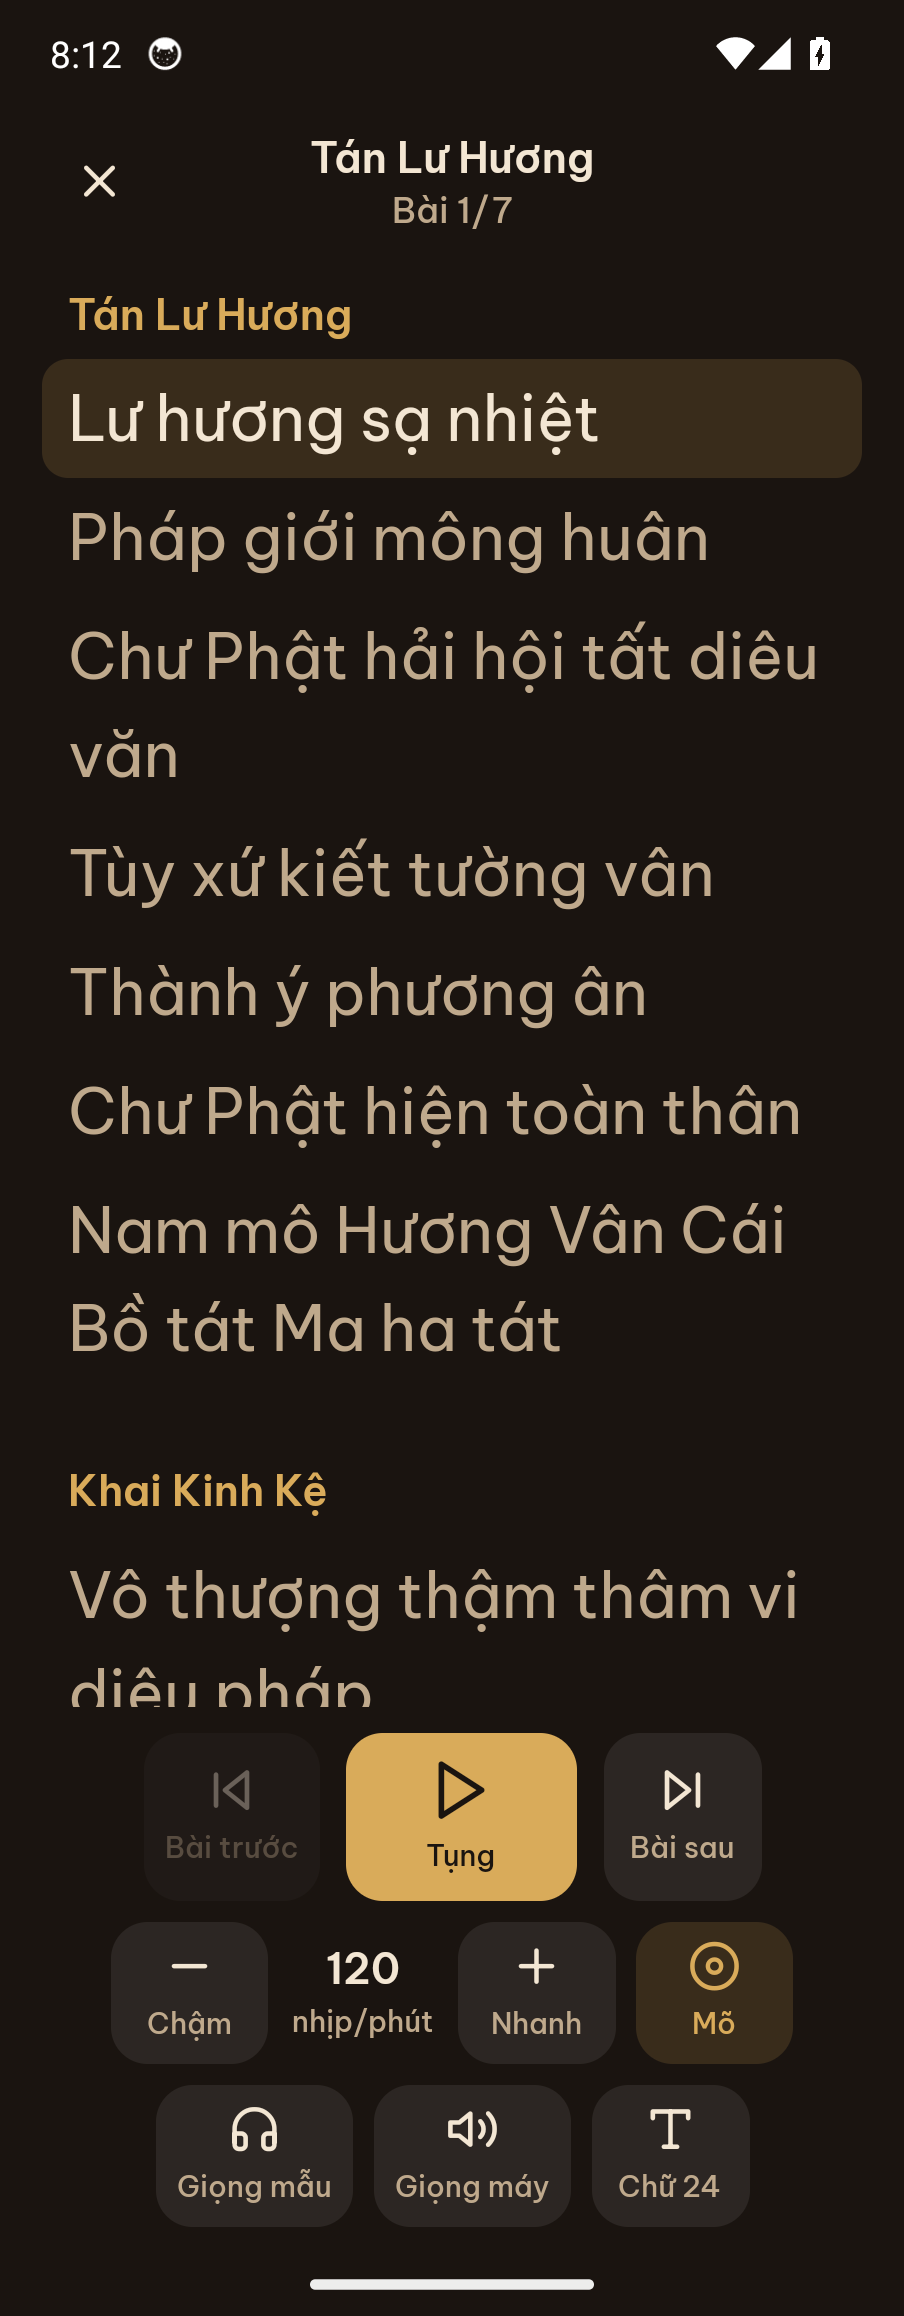 8:12
Tán Lư Hương
Bài 1/7
Tán Lư Hương
Lư hương sạ nhiệt
Pháp giới mông huân
Chư Phật hải hội tất diêu
văn
Tùy xứ kiết tường vân
Thành ý phương ân
Chư Phật hiện toàn thân
Nam mô Hương Vân Cái
Bồ tát Ma ha tát
Khai Kinh Kệ
Vô thượng thậm thâm vi
diệu pháp
Bài trước
Tụng
Bài sau
Chậm
120
nhịp/phút
Nhanh
Mõ
Giọng mẫu
Giọng máy
Chữ 24